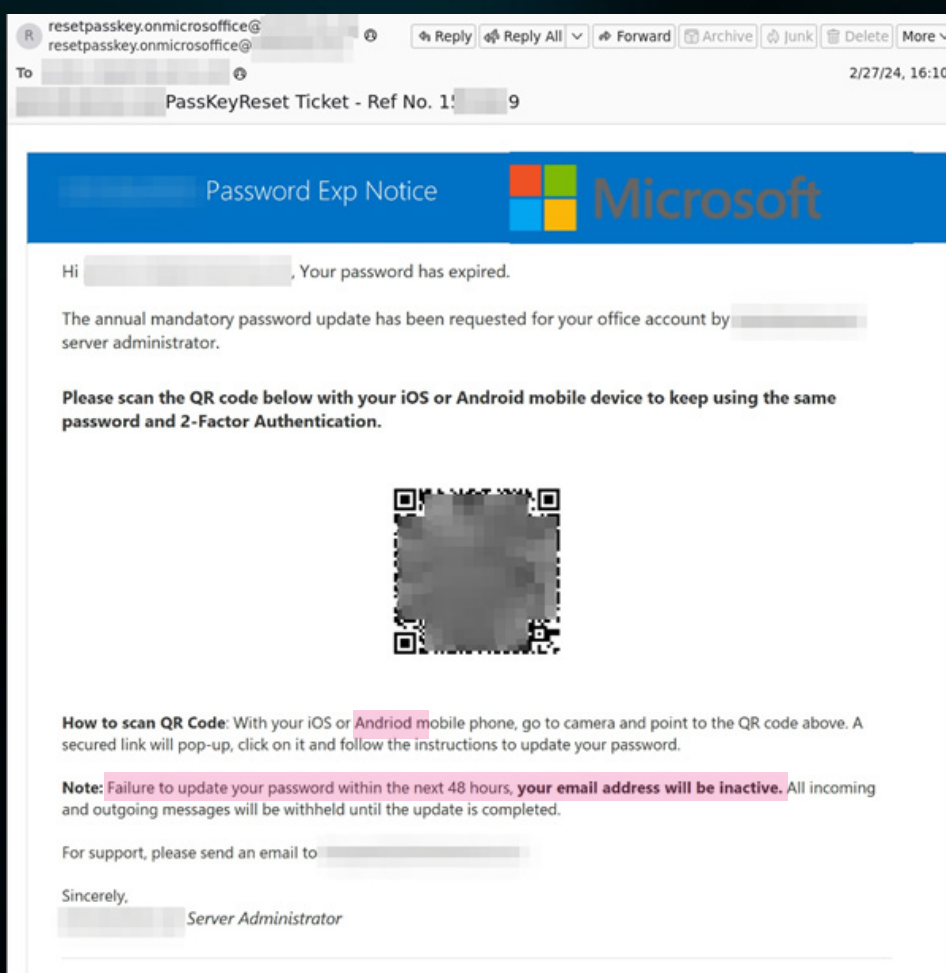 R resetpasskey.onmicrosoffice@
resetpasskey.onmicrosoffice@
Reply Reply All Forward Archive Junk Delete More
To
2/27/24, 16:10
PassKeyReset Ticket - Ref No. 1 9
Password Exp Notice Microsoft
Hi , Your password has expired.
The annual mandatory password update has been requested for your office account by
server administrator.
Please scan the QR code below with your iOS or Android mobile device to keep using the same
password and 2-Factor Authentication.
How to scan QR Code: With your iOS or Andriod mobile phone, go to camera and point to the QR code above. A
secured link will pop-up, click on it and follow the instructions to update your password.
Note: Failure to update your password within the next 48 hours, your email address will be inactive. All incoming
and outgoing messages will be withheld until the update is completed.
For support, please send an email to
Sincerely,
Server Administrator